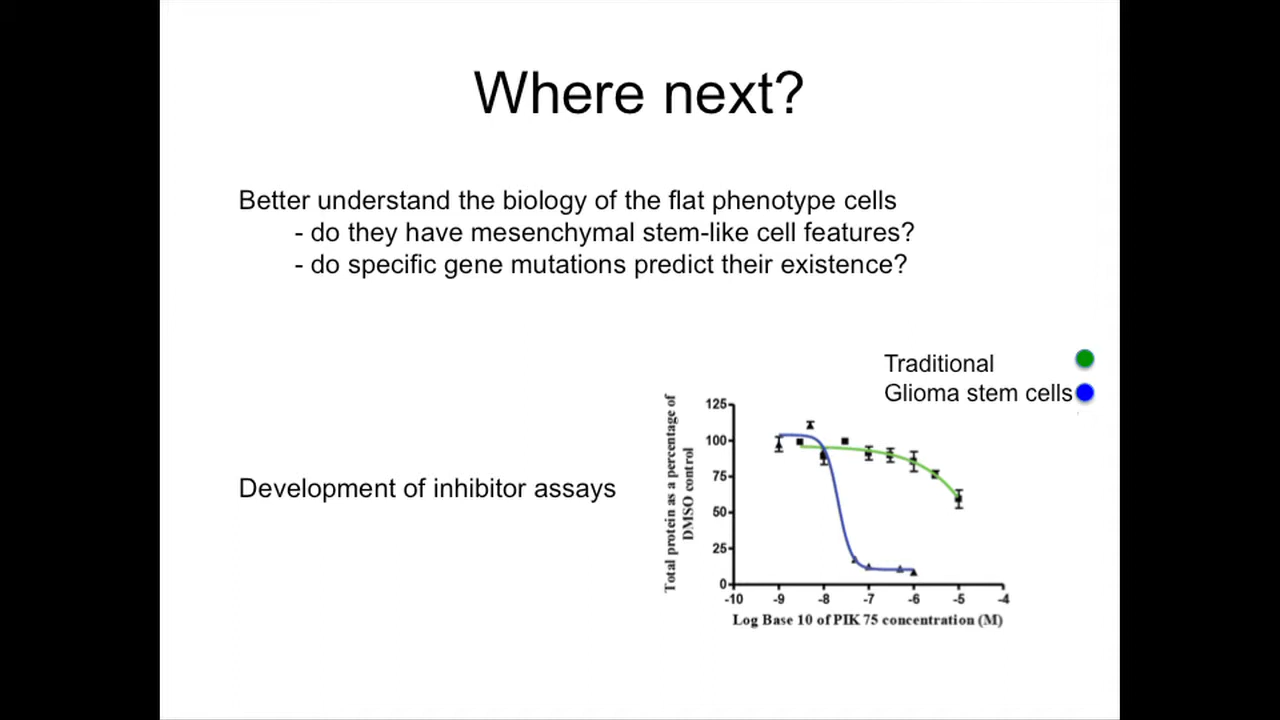 Where next?
Better understand the biology of the flat phenotype cells
- do they have mesenchymal stem-like cell features?
- do specific gene mutations predict their existence?
Traditional
Glioma stem cells
Development of inhibitor assays
Total protein as a percentage of
DMSO control
125
100
75
50
25
0
-10 -9 -8 -7 -6 -5 -4
Log Base 10 of PIK 75 concentration (M)